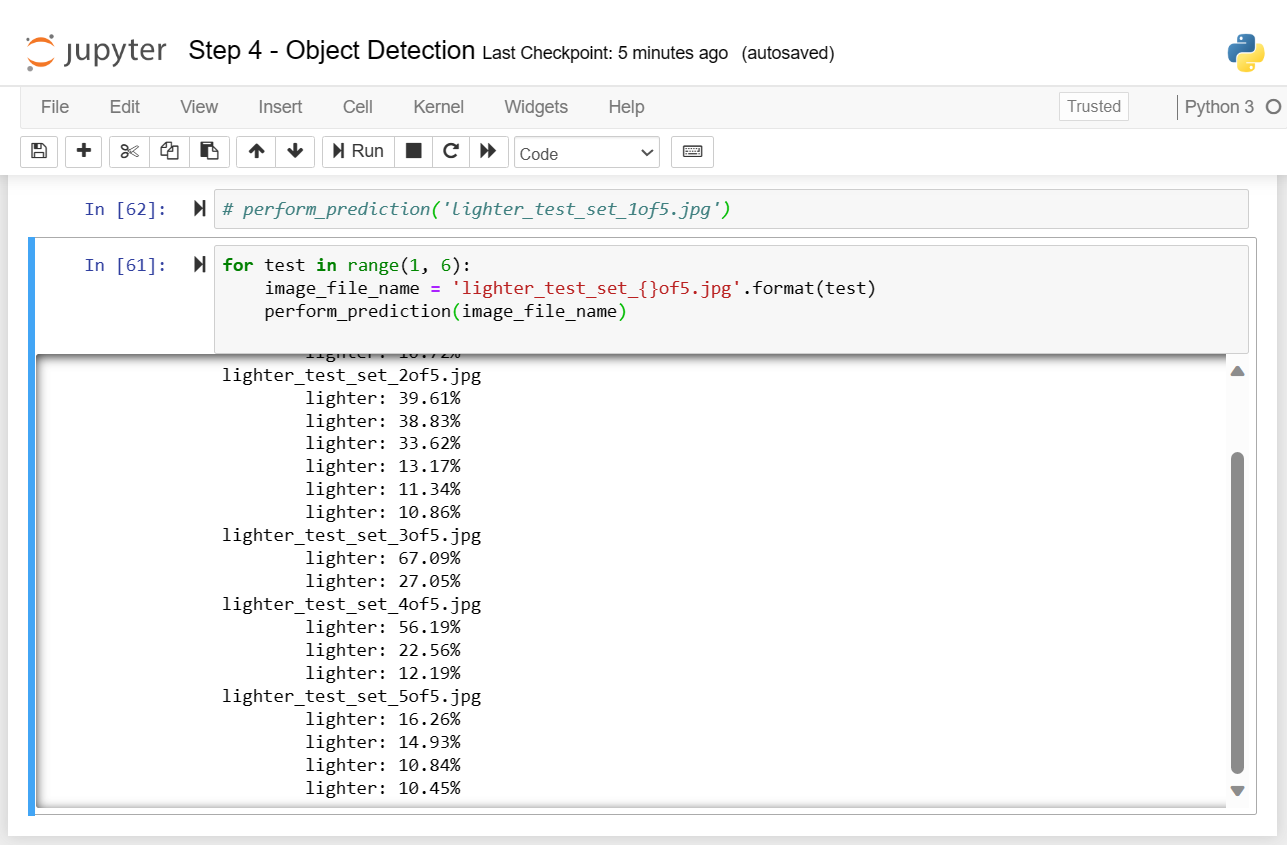 jupyter Step 4 - Object Detection Last Checkpoint: 5 minutes ago (autosaved)
File Edit View Insert Cell Kernel Widgets Help Trusted Python 3
Run Code
In [62]: # perform_prediction('lighter_test_set_1of5.jpg')
In [61]: for test in range(1, 6):
image_file_name = 'lighter_test_set_{}of5.jpg'.format(test)
perform_prediction(image_file_name)
lighter: 16.72%
lighter_test_set_2of5.jpg
lighter: 39.61%
lighter: 38.83%
lighter: 33.62%
lighter: 13.17%
lighter: 11.34%
lighter: 10.86%
lighter_test_set_3of5.jpg
lighter: 67.09%
lighter: 27.05%
lighter_test_set_4of5.jpg
lighter: 56.19%
lighter: 22.56%
lighter: 12.19%
lighter_test_set_5of5.jpg
lighter: 16.26%
lighter: 14.93%
lighter: 10.84%
lighter: 10.45%